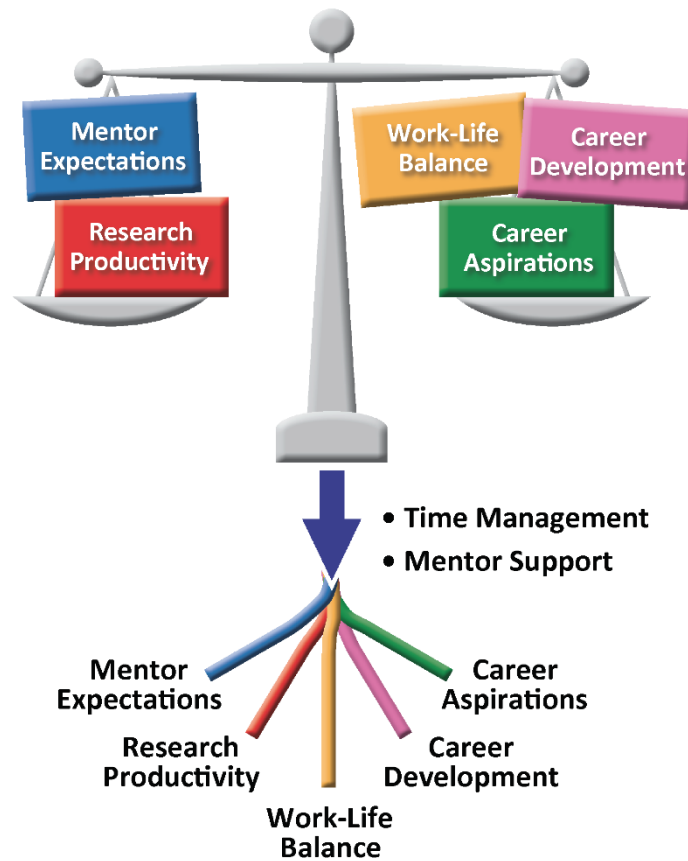 Mentor
Expectations
Research
Productivity
Work-Life
Balance
Career
Development
Career
Aspirations
• Time Management
• Mentor Support
Mentor
Expectations
Research
Productivity
Work-Life
Balance
Career
Development
Career
Aspirations